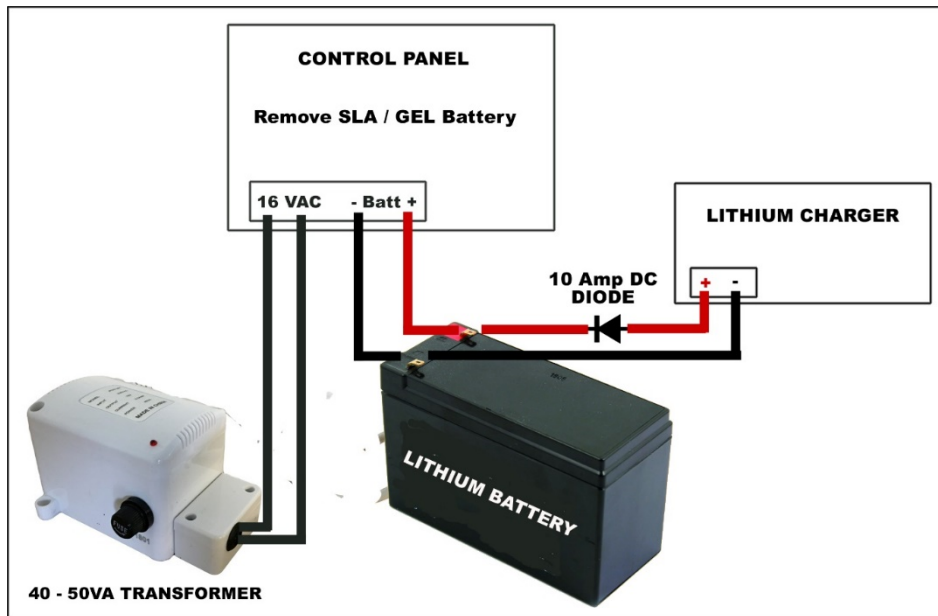 CONTROL PANEL
Remove SLA / GEL Battery
16 VAC - Batt +
LITHIUM CHARGER
+ -
10 Amp DC
DIODE
LITHIUM BATTERY
FUSE
40 - 50VA TRANSFORMER